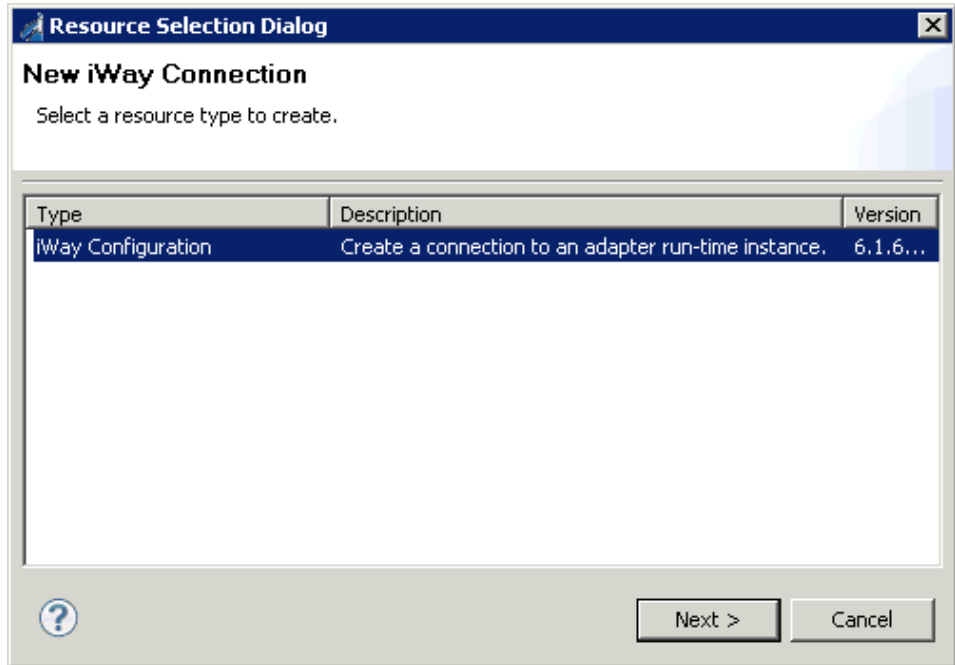 Resource Selection Dialog
New iWay Connection
Select a resource type to create.
Type Description Version
iWay Configuration Create a connection to an adapter run-time instance. 6.1.6...
? Next > Cancel